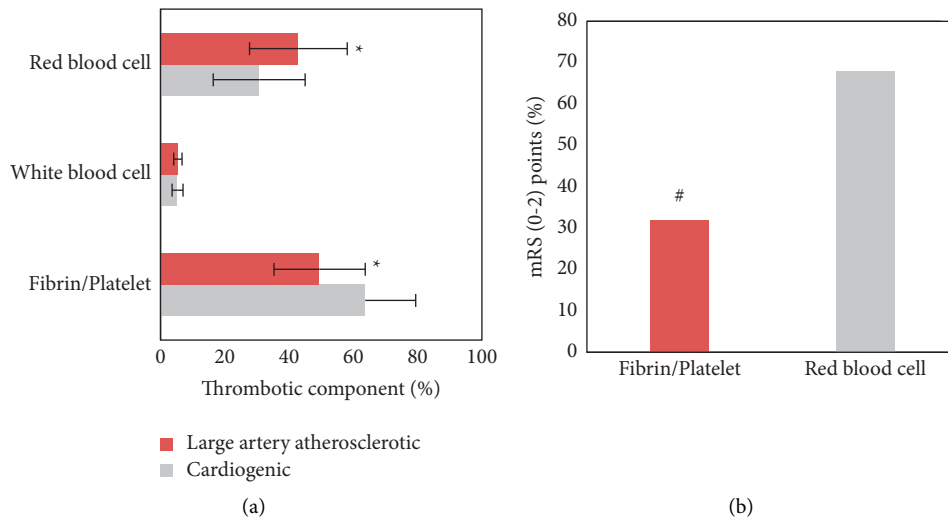 Red blood cell
*
White blood cell
Fibrin/Platelet
*
0 20 40 60 80 100
Thrombotic component (%)
Large artery atherosclerotic
Cardiogenic
(a)
mRS (0-2) points (%)
80
70
60
50
40
30
20
10
0
#
Fibrin/Platelet Red blood cell
(b)